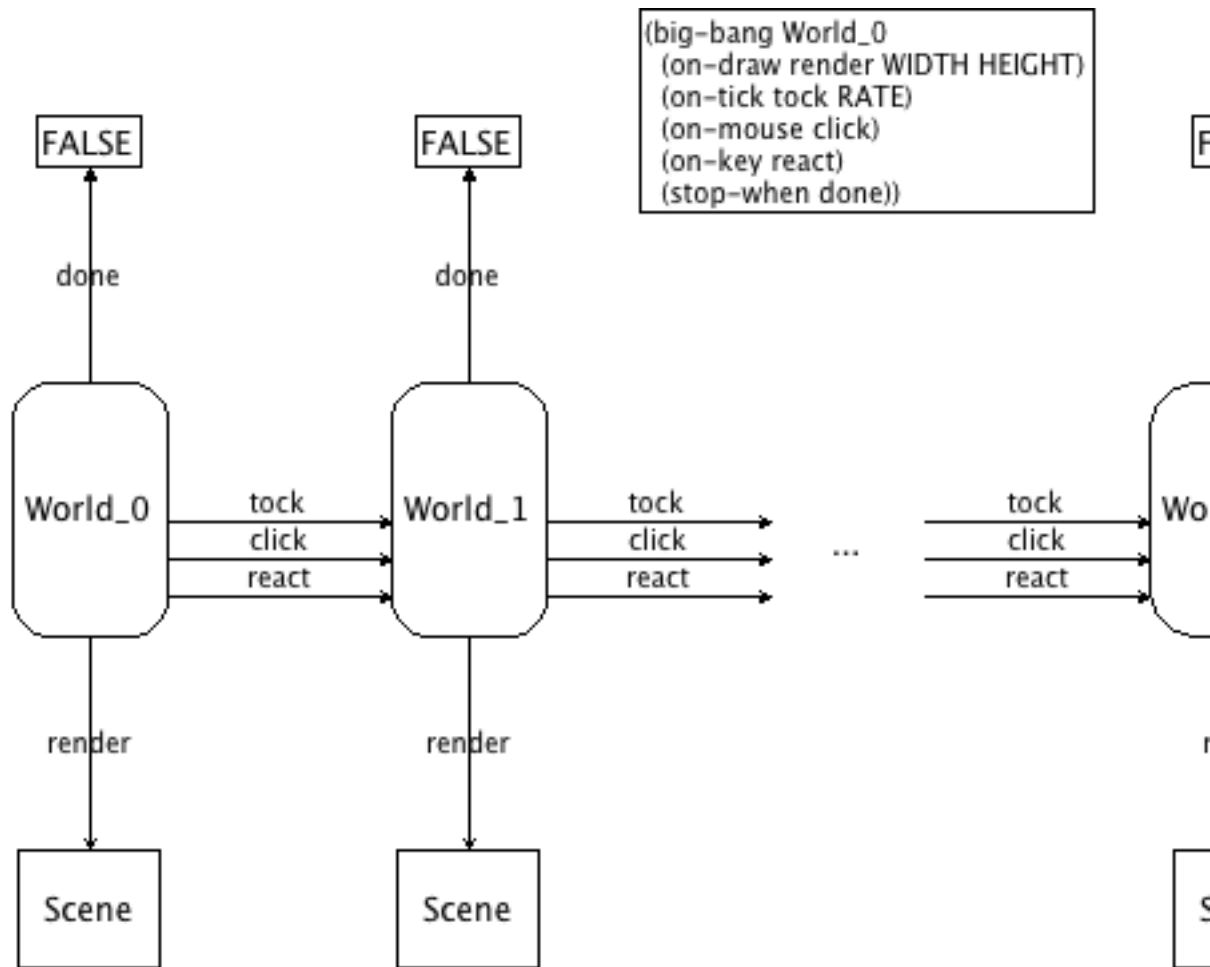 (big-bang World_0
(on-draw render WIDTH HEIGHT)
(on-tick tock RATE)
(on-mouse click)
(on-key react)
(stop-when done))
FALSE
FALSE
F
done
done
World_0
tock
click
react
World_1
tock
click
react
...
tock
click
react
Wo
render
render
r
Scene
Scene
S